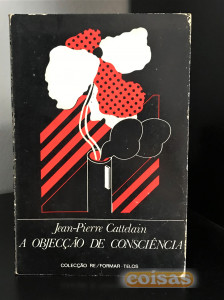 Jean-Pierre Cattelain
A OBJECÇÃO DE CONSCIÊNCIA
COLECÇÃO RE/FORMAR-TELOS
coisas